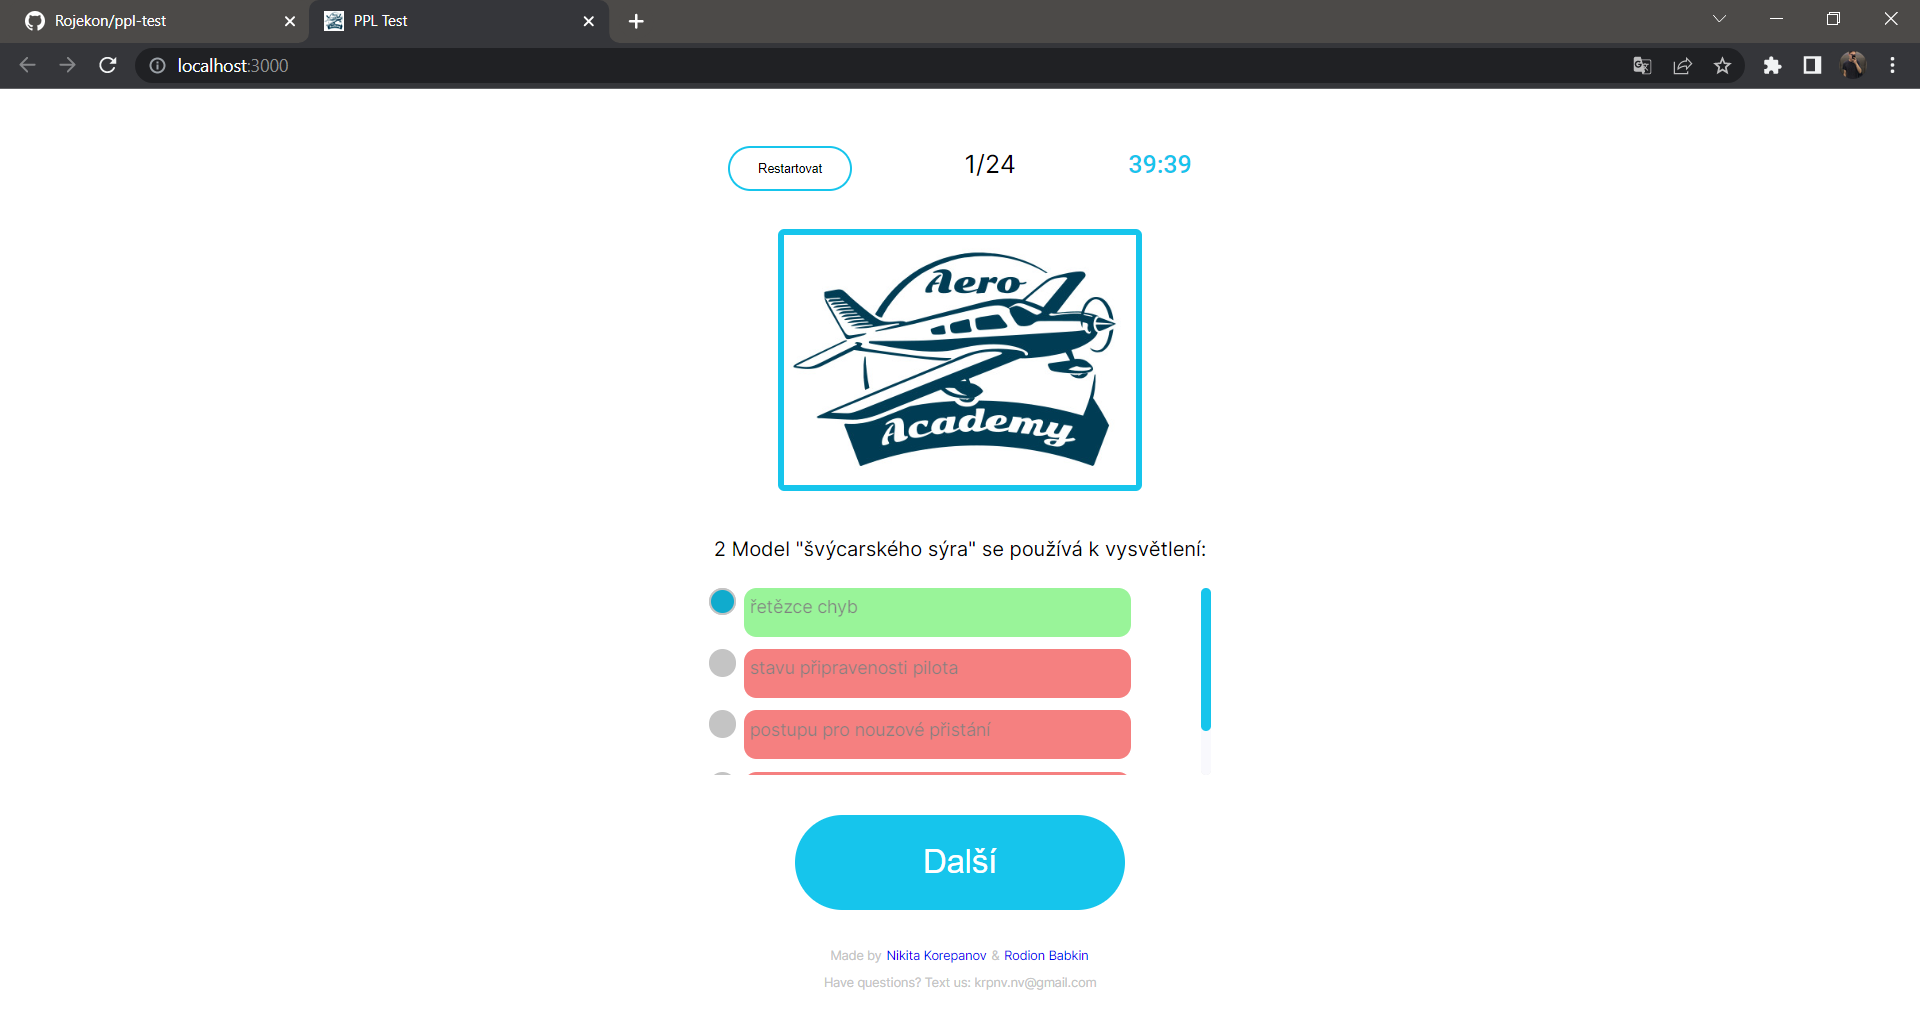 Rojekon/ppl-test
PPL Test
localhost:3000
Restartovat
1/24
39:39
Aero
Academy
2 Model "švýcarského sýra" se používá k vysvětlení:
řetězce chyb
stavu připravenosti pilota
postupu pro nouzové přistání
Další
Made by Nikita Korepanov & Rodion Babkin
Have questions? Text us: krpnv.nv@gmail.com